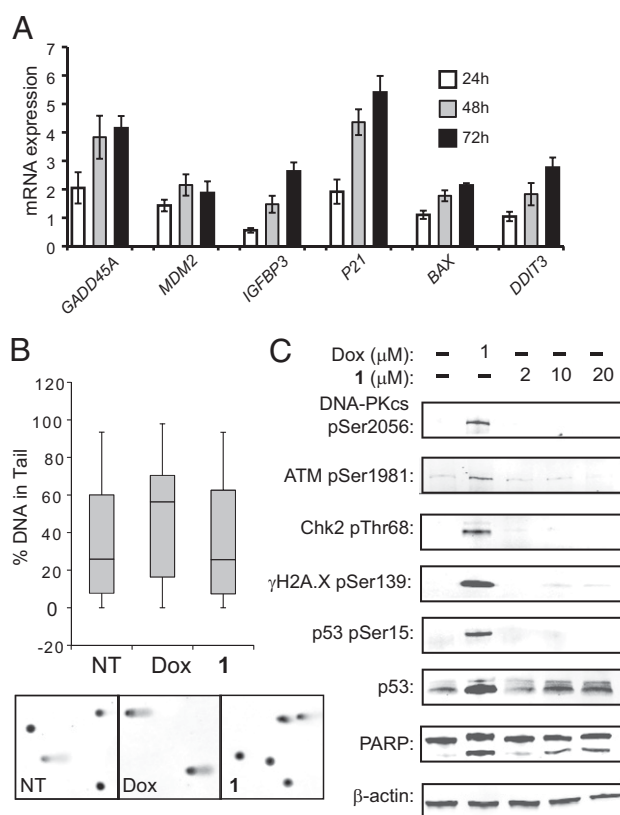 A
mRNA expression
7
6
5
4
3
2
1
0
24h
48h
72h
GADD45A
MDM2
IGFBP3
P21
BAX
DDIT3
B
% DNA in Tail
120
100
80
60
40
20
0
-20
NT
Dox
1
NT
Dox
1
C
Dox (μM): – 1 – – –
1 (μM): – – 2 10 20
DNA-PKcs
pSer2056:
ATM pSer1981:
Chk2 pThr68:
γH2A.X pSer139:
p53 pSer15:
p53:
PARP:
β-actin: